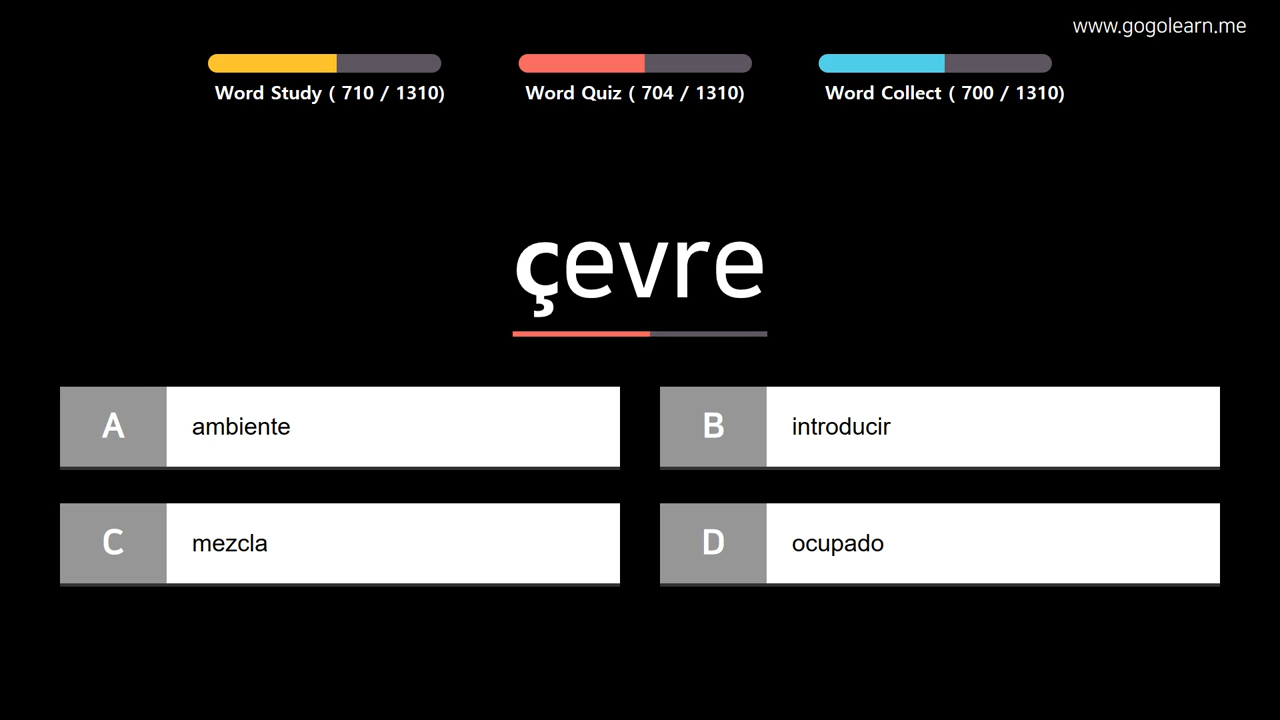 www.gogolearn.me
Word Study ( 710 / 1310)
Word Quiz ( 704 / 1310)
Word Collect ( 700 / 1310)
çevre
A ambiente
B introducir
C mezcla
D ocupado